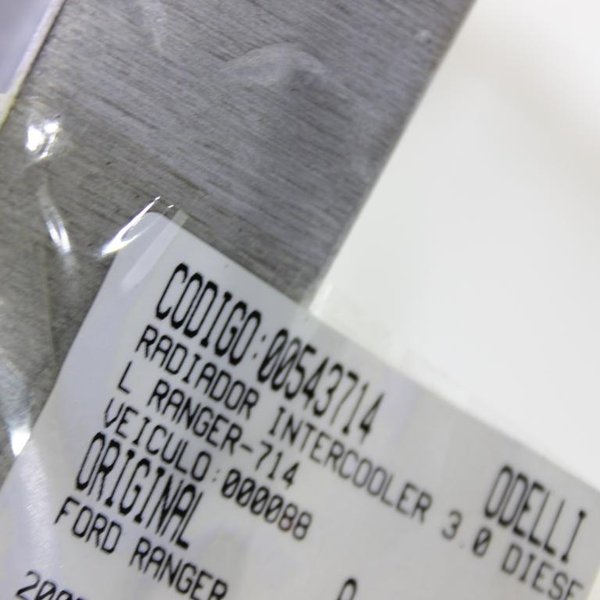 CODIGO:00543714 ODELLI
RADIADOR INTERCOOLER 3.0 DIESE
L RANGER-714
VEICULO:000088
ORIGINAL
FORD RANGER